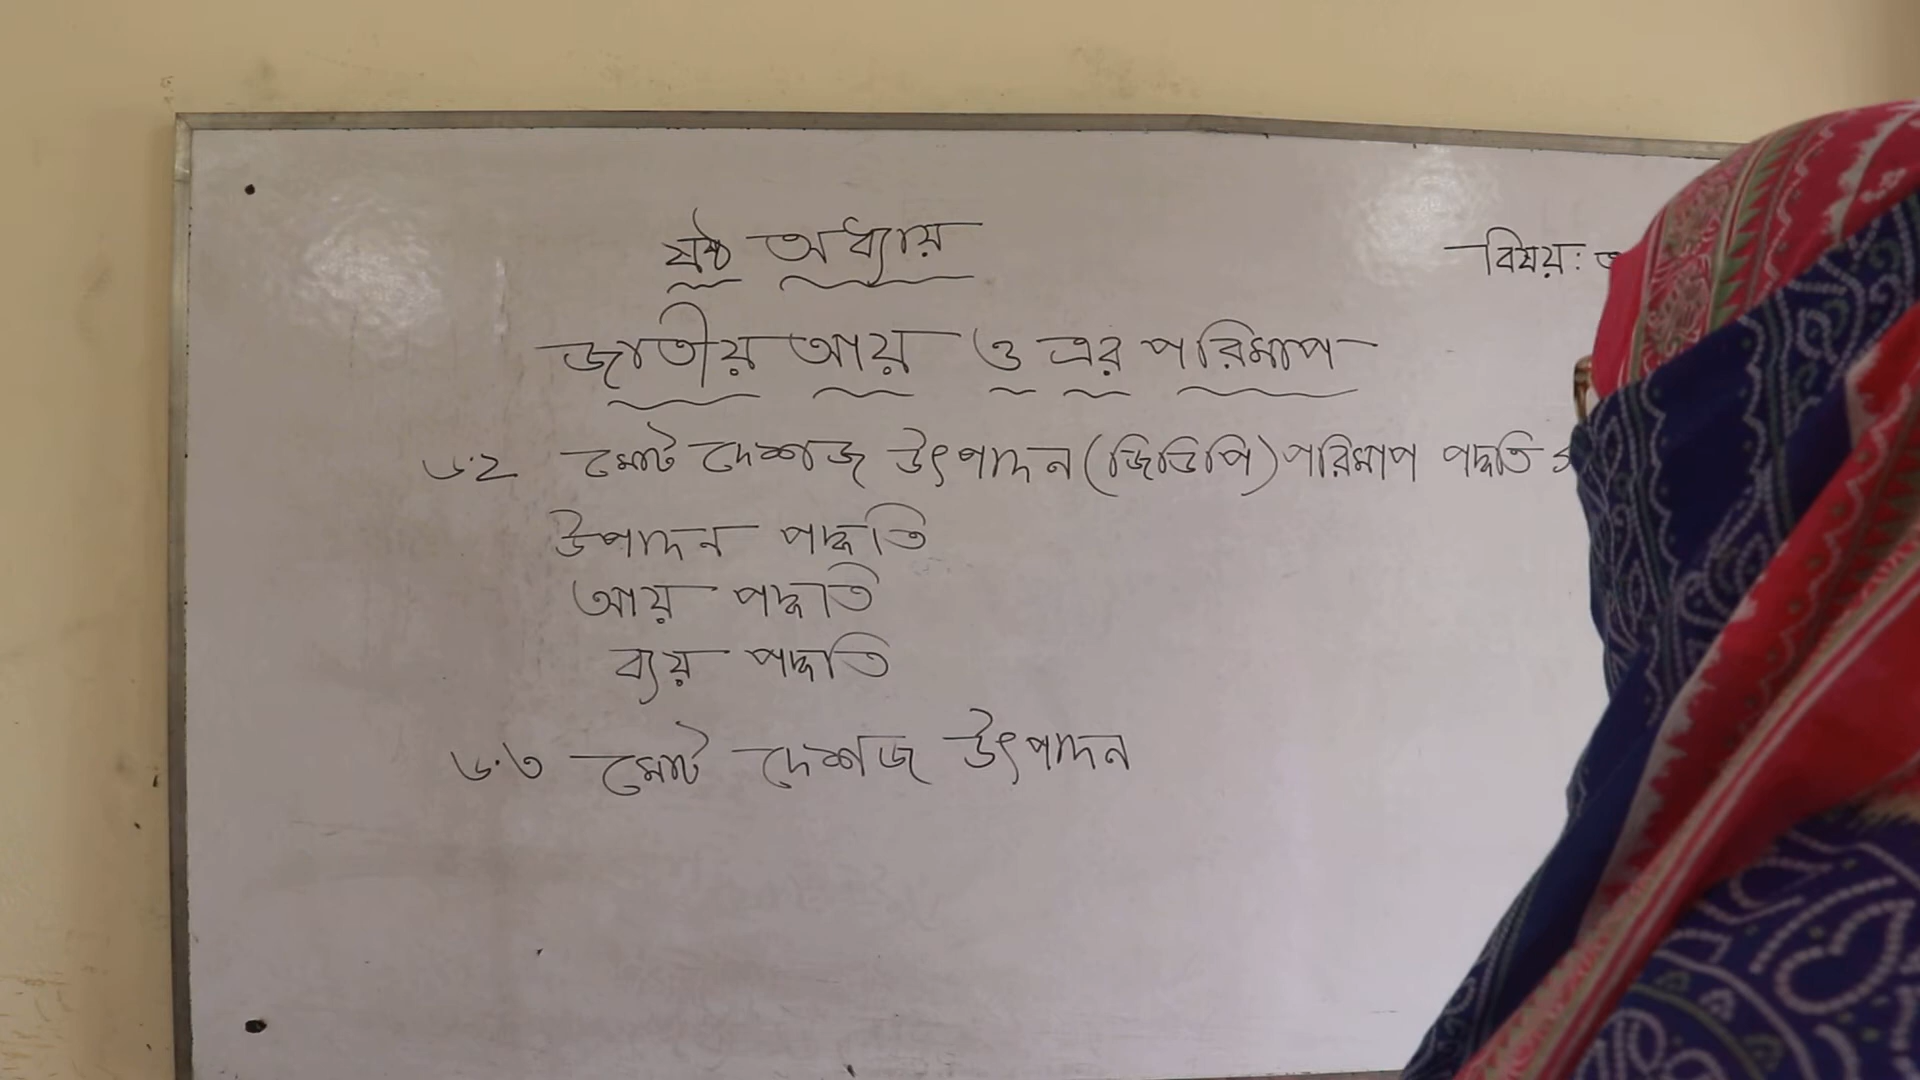 ষষ্ঠ অধ্যায়
বিষয়:
জাতীয় আয় ও এর পরিমাপ
৬.২ মোট দেশজ উৎপাদন (জিডিপি) পরিমাপ পদ্ধতি
উপাদন পদ্ধতি
আয় পদ্ধতি
ব্যয় পদ্ধতি
৬.৩ মোট দেশজ উৎপাদন